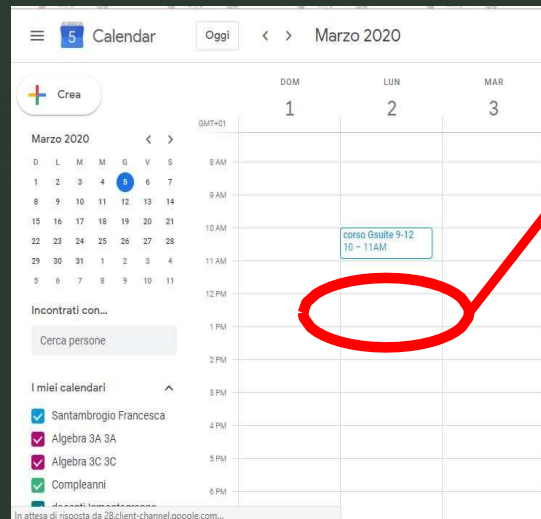 5 Calendar Oggi Marzo 2020
Crea
DOM LUN MAR
1 2 3
GMT+01
Marzo 2020
D L M M G V S
1 2 3 4 5 6 7
8 9 10 11 12 13 14
15 16 17 18 19 20 21
22 23 24 25 26 27 28
29 30 31 1 2 3 4
5 6 7 8 9 10 11
8 AM
9 AM
10 AM
corso Gsuite 9-12
10 – 11AM
11 AM
12 PM
1 PM
2 PM
3 PM
4 PM
5 PM
6 PM
Incontrati con...
Cerca persone
I miei calendari
Santambrogio Francesca
Algebra 3A 3A
Algebra 3C 3C
Compleanni
In attesa di risposta da 28.client-channel.google.com...